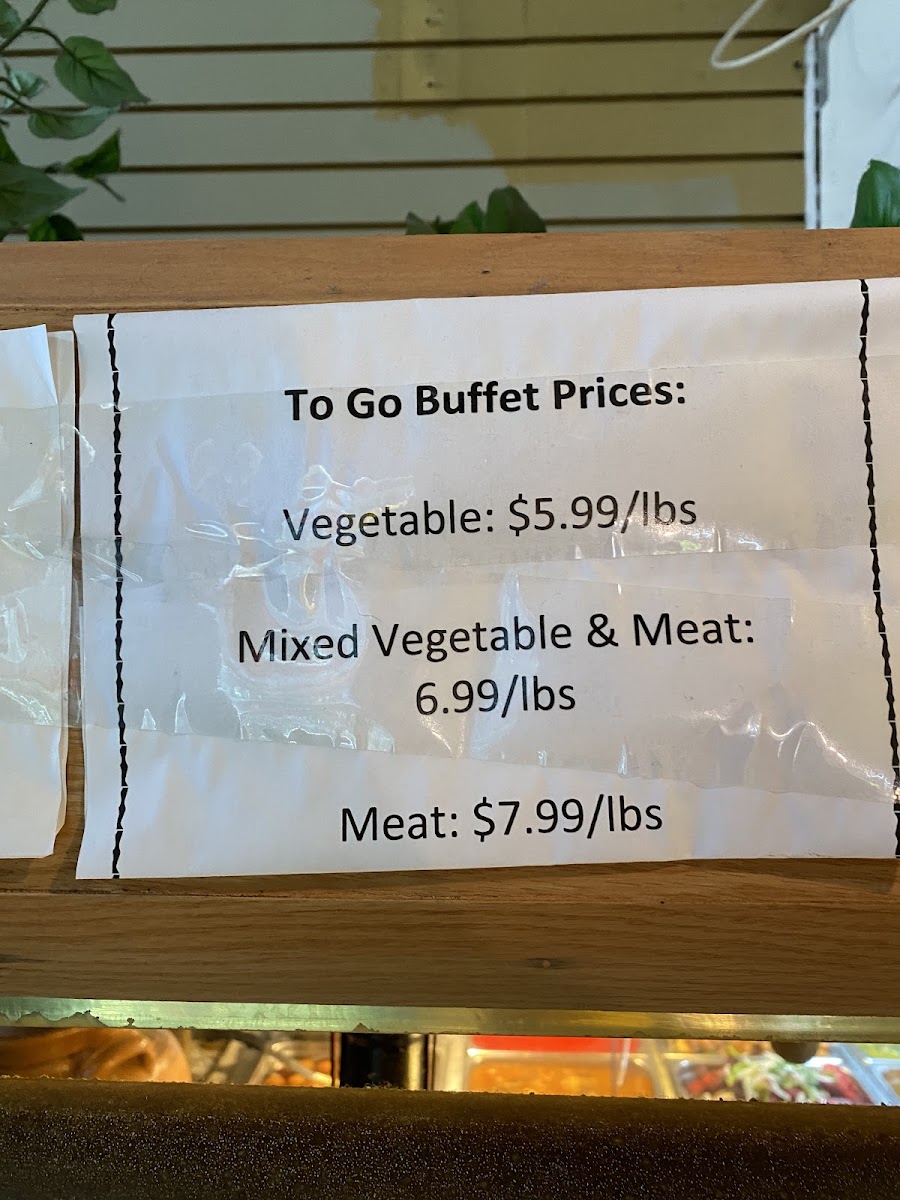 To Go Buffet Prices:
Vegetable: $5.99/lbs
Mixed Vegetable & Meat:
6.99/lbs
Meat: $7.99/lbs